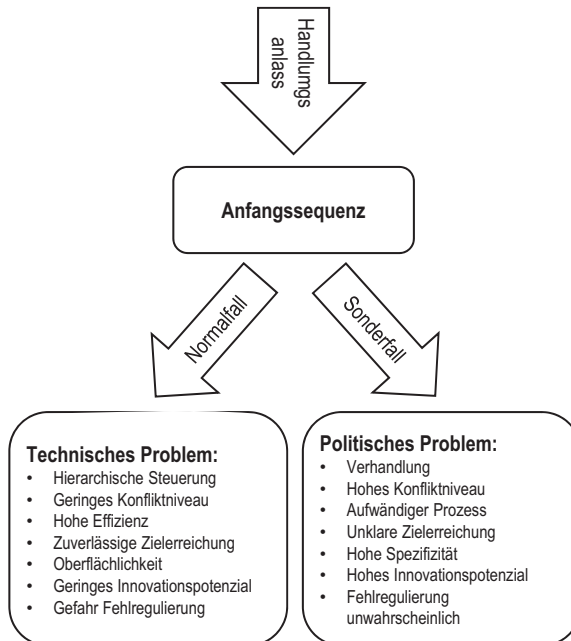 Handlungs
anlass
Anfangssequenz
Normalfall
Sonderfall
Technisches Problem:
• Hierarchische Steuerung
• Geringes Konfliktniveau
• Hohe Effizienz
• Zuverlässige Zielerreichung
• Oberflächlichkeit
• Geringes Innovationspotenzial
• Gefahr Fehlregulierung
Politisches Problem:
• Verhandlung
• Hohes Konfliktniveau
• Aufwändiger Prozess
• Unklare Zielerreichung
• Hohe Spezifizität
• Hohes Innovationspotenzial
• Fehlregulierung
unwahrscheinlich